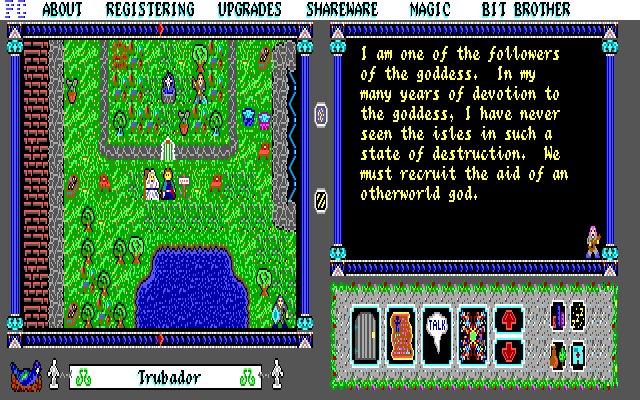 ABOUT REGISTERING UPGRADES SHAREWARE MAGIC BIT BROTHER
I am one of the followers
of the goddess. In my
many years of devotion to
the goddess, I have never
seen the isles in such a
state of destruction. We
must recruit the aid of an
otherworld god.
TALK
Trubador